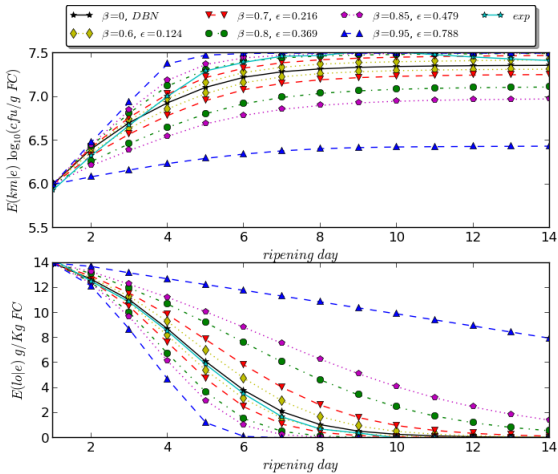 β=0, DBN β=0.7, ϵ=0.216 β=0.85, ϵ=0.479 exp
β=0.6, ϵ=0.124 β=0.8, ϵ=0.369 β=0.95, ϵ=0.788
E(km|e) log10(cfu/g FC)
7.5
7.0
6.5
6.0
5.5
2 4 6 8 10 12 14
ripening day
E(lo|e) g/Kg FC
14
12
10
8
6
4
2
0
2 4 6 8 10 12 14
ripening day